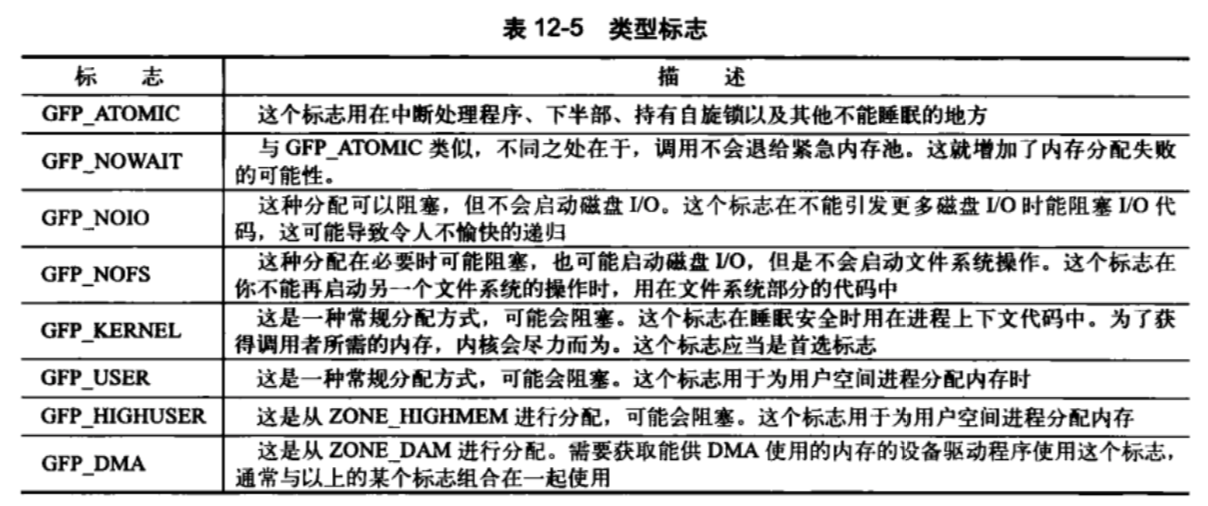 表 12-5 类型标志
标 志 描 述
GFP_ATOMIC 这个标志用在中断处理程序、下半部、持有自旋锁以及其他不能睡眠的地方
GFP_NOWAIT 与 GFP_ATOMIC 类似，不同之处在于，调用不会退给紧急内存池。这就增加了内存分配失败
的可能性。
GFP_NOIO 这种分配可以阻塞，但不会启动磁盘 I/O。这个标志在不能引发更多磁盘 I/O 时能阻塞 I/O 代
码，这可能导致令人不愉快的递归
GFP_NOFS 这种分配在必要时可能阻塞，也可能启动磁盘 I/O，但是不会启动文件系统操作。这个标志在
你不能再启动另一个文件系统的操作时，用在文件系统部分的代码中
GFP_KERNEL 这是一种常规分配方式，可能会阻塞。这个标志在睡眠安全时用在进程上下文代码中。为了获
得调用者所需的内存，内核会尽力而为。这个标志应当是首选标志
GFP_USER 这是一种常规分配方式，可能会阻塞。这个标志用于为用户空间进程分配内存时
GFP_HIGHUSER 这是从 ZONE_HIGHMEM 进行分配，可能会阻塞。这个标志用于为用户空间进程分配内存
GFP_DMA 这是从 ZONE_DAM 进行分配。需要获取能供 DMA 使用的内存的设备驱动程序使用这个标志，
通常与以上的某个标志组合在一起使用